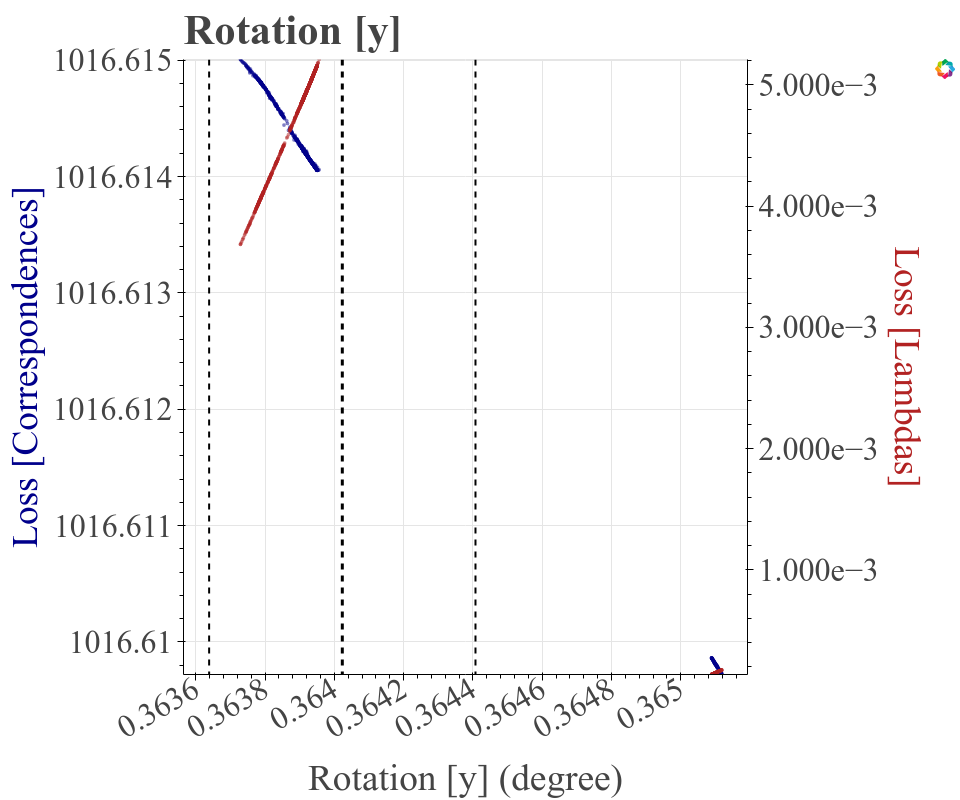 Rotation [y]
1016.615
1016.614
1016.613
1016.612
1016.611
1016.61
Loss [Correspondences]
5.000e−3
4.000e−3
3.000e−3
2.000e−3
1.000e−3
Loss [Lambdas]
0.3636
0.3638
0.364
0.3642
0.3644
0.3646
0.3648
0.365
Rotation [y] (degree)